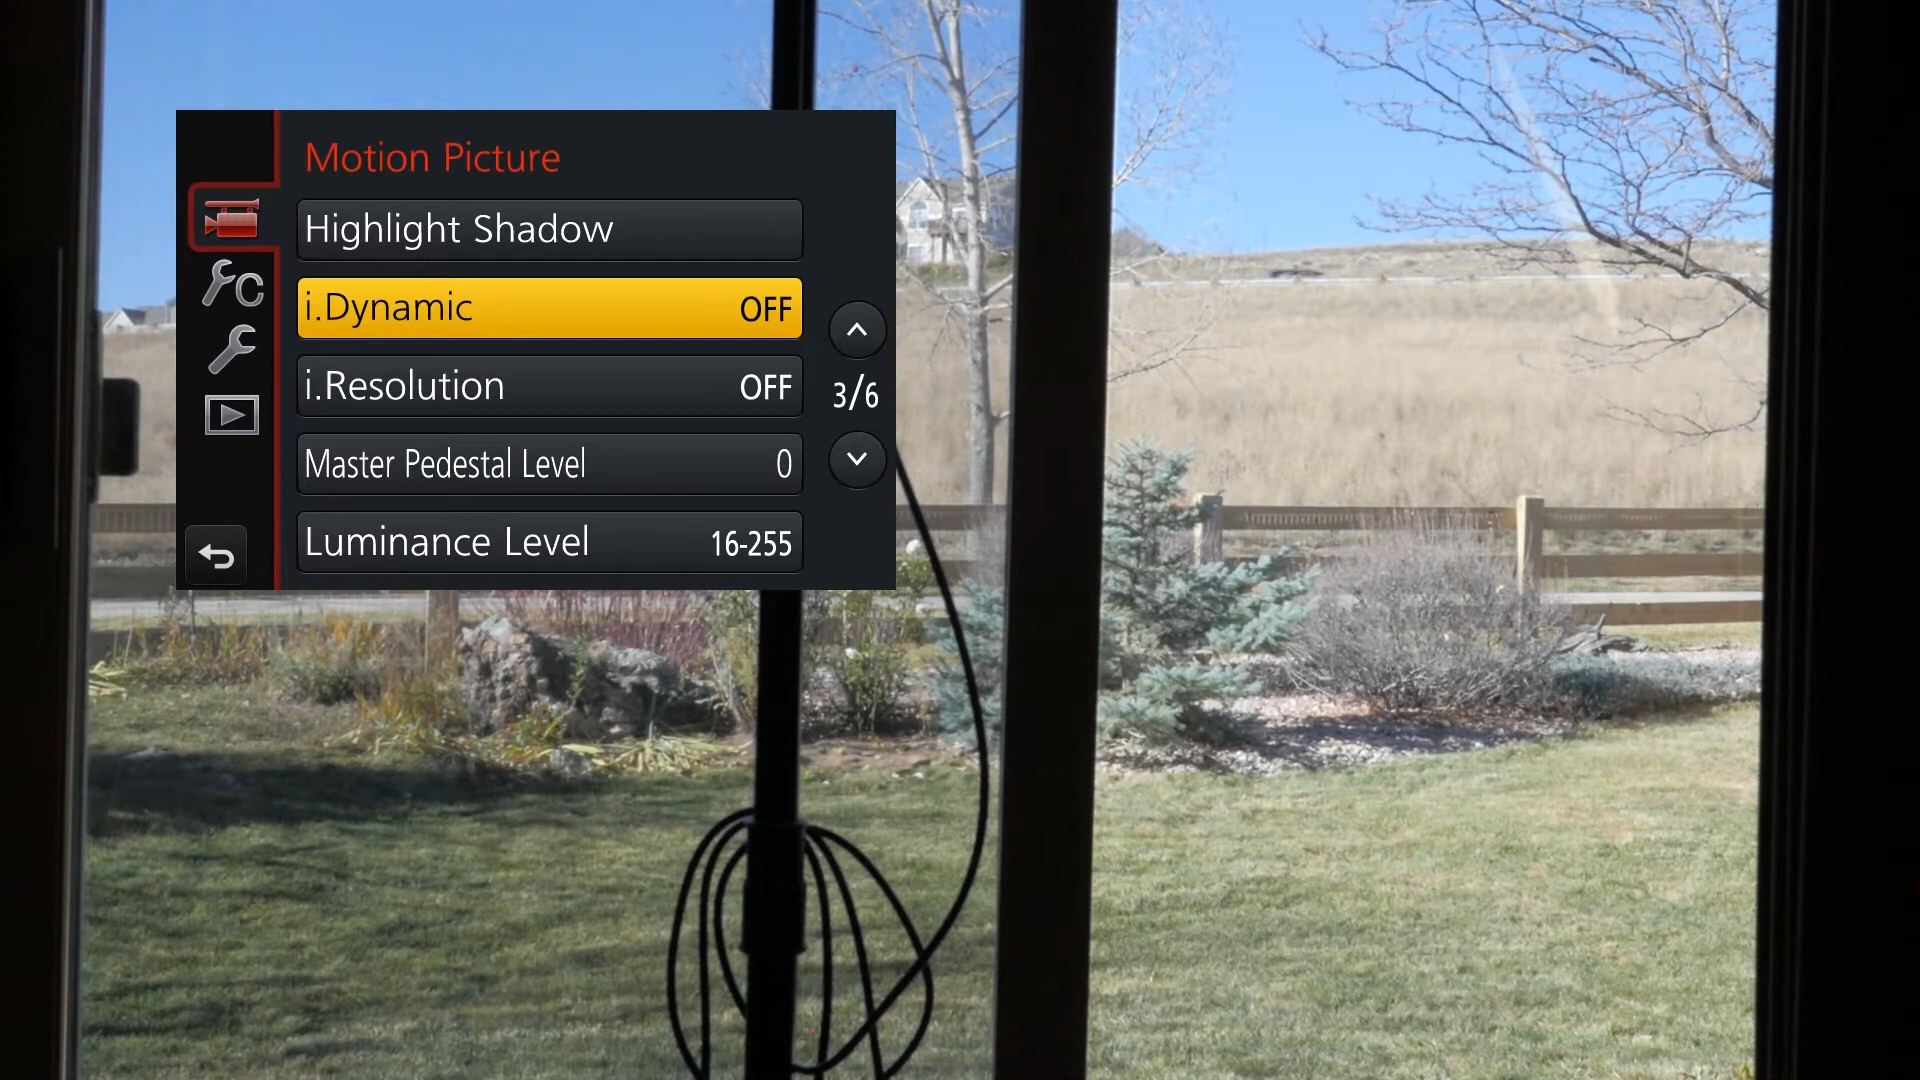 Motion Picture
Highlight Shadow
i.Dynamic OFF
i.Resolution OFF
3/6
Master Pedestal Level 0
Luminance Level 16-255
C